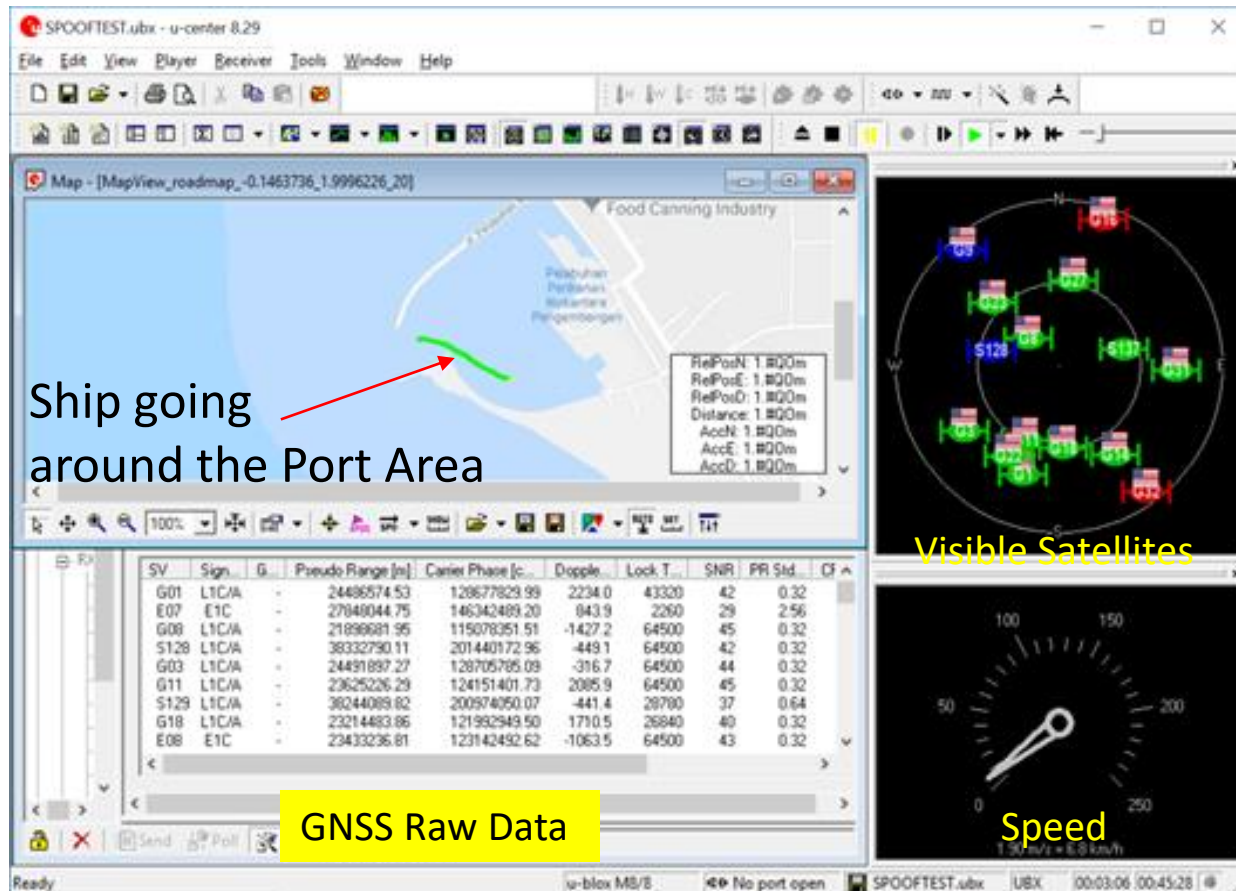 SPOOFTEST.ubx - u-center 8.29
File Edit View Player Receiver Tools Window Help
Map - [MapView_roadmap_-0.1463736_1.9996226_20]
Food Canning Industry
Pelabuhan
Perikanan
Nusantara
Pengambengan
RelPosN: 1.#QOm
RelPosE: 1.#QOm
RelPosD: 1.#QOm
Distance: 1.#QOm
AccN: 1.#QOm
AccE: 1.#QOm
AccD: 1.#QOm
Ship going
around the Port Area
100%
N
G18
G9
G27
G23
G8
S128
S137
W
G31
E
G3
G22
G1
G11
G14
G32
S
Visible Satellites
SV Sign... G... Pseudo Range [m] Carrier Phase [c... Dopple... Lock T... SNR PR Std...
G01 L1C/A - 24486574.53 128677829.99 2234.0 43320 42 0.32
E07 E1C - 27848044.75 146342489.20 843.9 2260 29 2.56
G08 L1C/A - 21898681.95 115078351.51 -1427.2 64500 45 0.32
S128 L1C/A - 38332790.11 201440172.96 -449.1 64500 42 0.32
G03 L1C/A - 24491897.27 128705785.09 -316.7 64500 44 0.32
G11 L1C/A - 23625226.29 124151401.73 2085.9 64500 45 0.32
S129 L1C/A - 38244089.82 200974050.07 -441.4 28780 37 0.64
G18 L1C/A - 23214483.86 121992949.50 1710.5 26840 40 0.32
E08 E1C - 23433236.81 123142492.62 -1063.5 64500 43 0.32
100 150
50 200
0 250
Speed
1.90 m/s = 6.8 km/h
Send Poll
GNSS Raw Data
Ready u-blox M8/8 No port open SPOOFTEST.ubx UBX 00:03:06 00:45:28